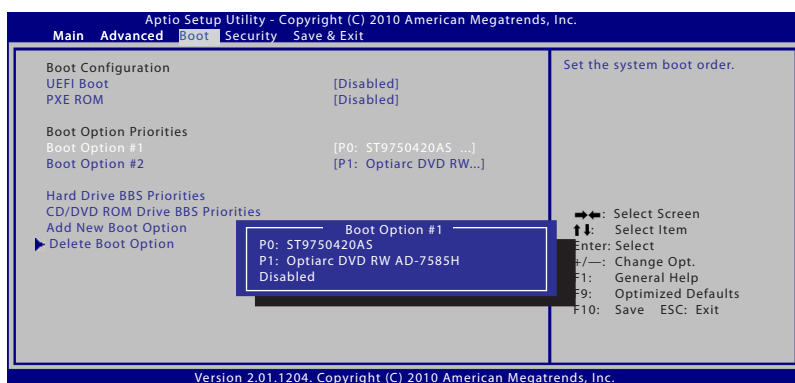 Aptio Setup Utility - Copyright (C) 2010 American Megatrends, Inc.
Main Advanced Boot Security Save & Exit
Boot Configuration
UEFI Boot [Disabled]
PXE ROM [Disabled]
Boot Option Priorities
Boot Option #1 [P0: ST9750420AS ...]
Boot Option #2 [P1: Optiarc DVD RW...]
Hard Drive BBS Priorities
CD/DVD ROM Drive BBS Priorities
Add New Boot Option
Delete Boot Option
Boot Option #1
P0: ST9750420AS
P1: Optiarc DVD RW AD-7585H
Disabled
Set the system boot order.
→←: Select Screen
↑↓: Select Item
Enter: Select
+/—: Change Opt.
F1: General Help
F9: Optimized Defaults
F10: Save ESC: Exit
Version 2.01.1204. Copyright (C) 2010 American Megatrends, Inc.